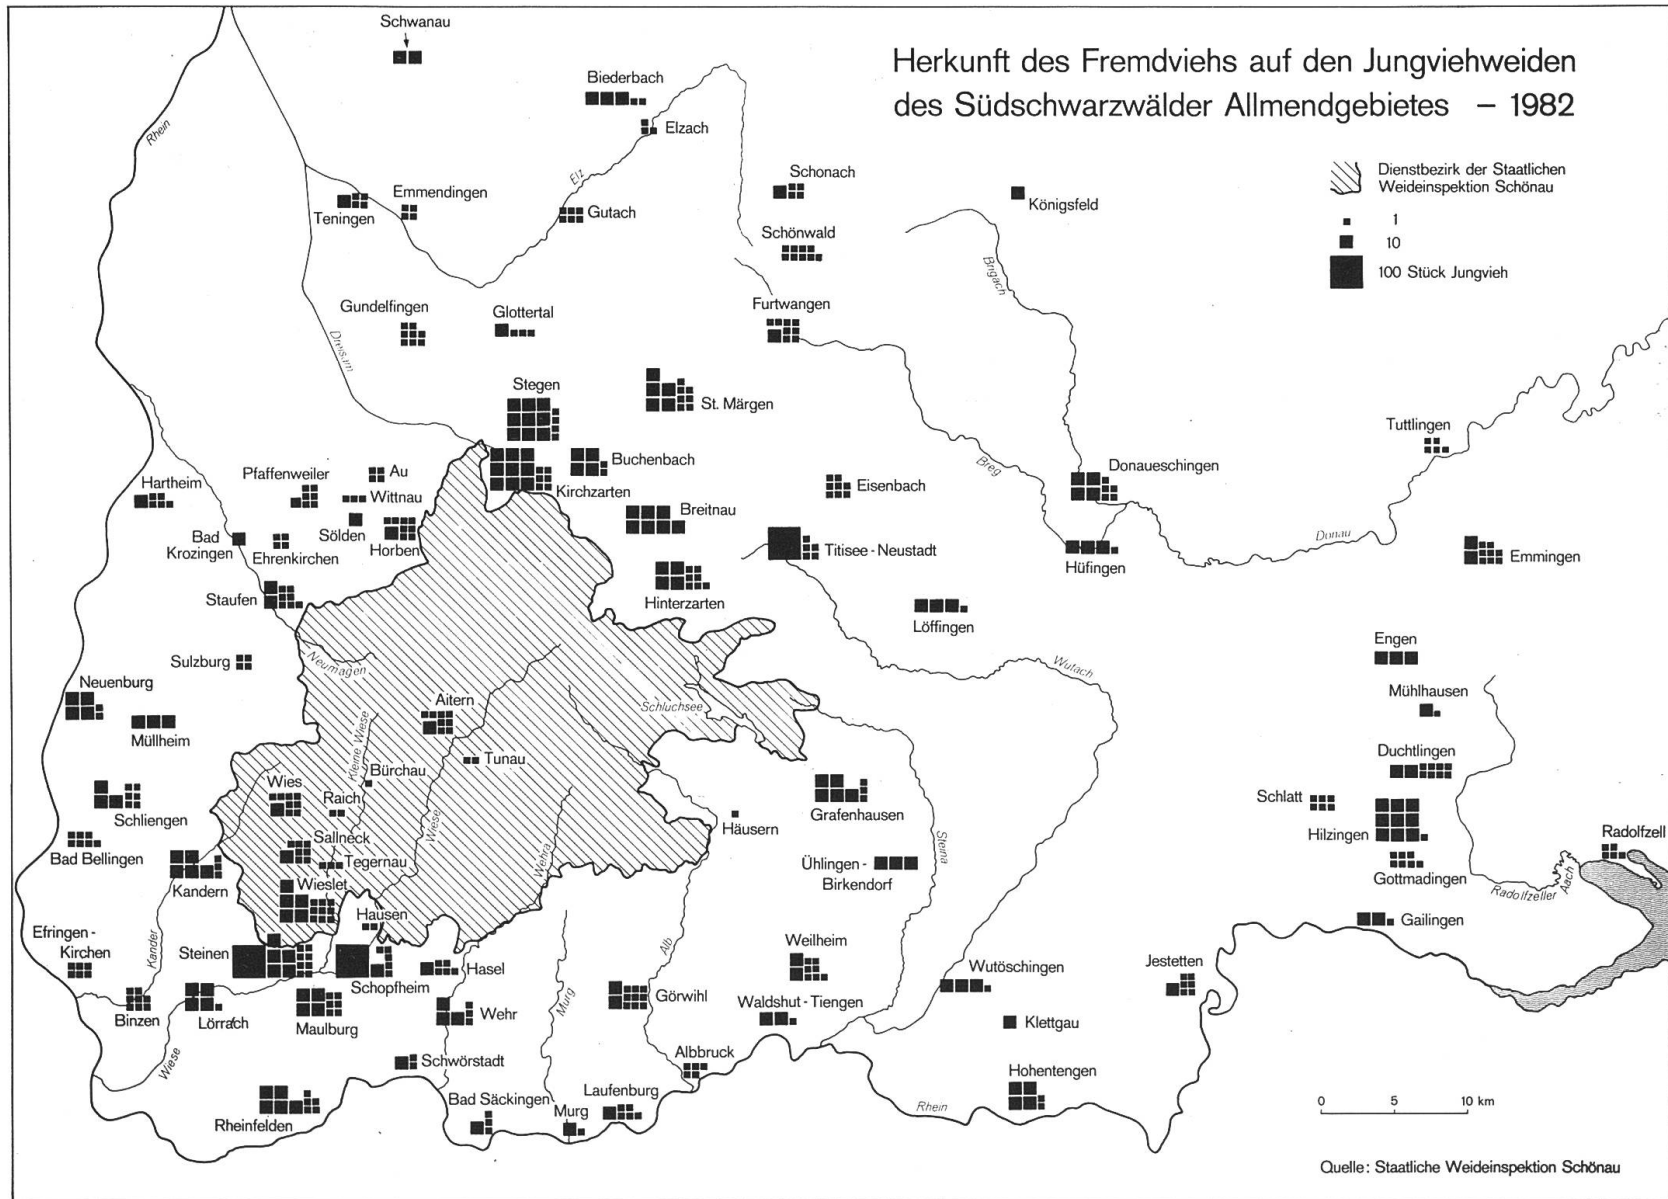 Herkunft des Fremdviehs auf den Jungviehweiden
des Südschwarzwälder Allmendgebietes – 1982
Dienstbezirk der Staatlichen
Weideinspektion Schönau
1
10
100 Stück Jungvieh
Schwanau
Biederbach
Elzach
Rhein
Elz
Schonach
Emmendingen
Teningen
Gutach
Königsfeld
Schönwald
Brigach
Gundelfingen
Glottertal
Furtwangen
Dreisam
Stegen
St. Märgen
Tuttlingen
Buchenbach
Breg
Donaueschingen
Pfaffenweiler
Au
Hartheim
Wittnau
Kirchzarten
Eisenbach
Breitnau
Sölden
Bad
Krozingen
Ehrenkirchen
Horben
Titisee - Neustadt
Donau
Emmingen
Hüfingen
Staufen
Hinterzarten
Löffingen
Engen
Sulzburg
Neumagen
Wutach
Neuenburg
Aitern
Schluchsee
Mühlhausen
Müllheim
Kleine Wiese
Tunau
Duchtlingen
Bürchau
Wies
Raich
Schlatt
Schliengen
Wiese
Grafenhausen
Häusern
Hilzingen
Radolfzell
Sallneck
Steina
Bad Bellingen
Tegernau
Wehra
Ühlingen -
Birkendorf
Gottmadingen
Kandern
Wieslet
Radolfzeller
Aach
Hausen
Gailingen
Efringen -
Kirchen
Kander
Steinen
Alb
Weilheim
Schopfheim
Hasel
Wutöschingen
Jestetten
Binzen
Lörrach
Maulburg
Wehr
Murg
Görwihl
Waldshut - Tiengen
Klettgau
Wiese
Schwörstadt
Albbruck
Hohentengen
Rheinfelden
Bad Säckingen
Murg
Laufenburg
Rhein
0 5 10 km
Quelle: Staatliche Weideinspektion Schönau